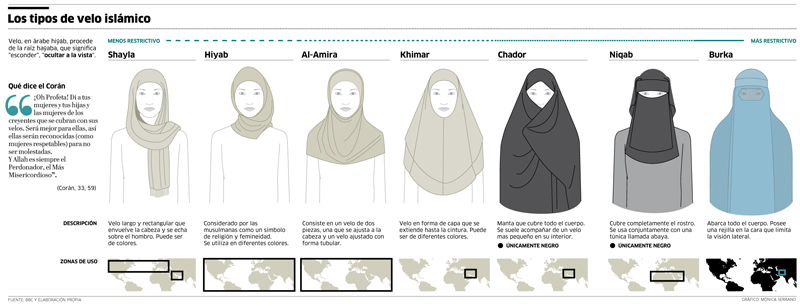 Los tipos de velo islámico
Velo, en árabe hiyab, procede
de la raiz haŷaba, que significa
"esconder", "ocultar a la vista".
MENOS RESTRICTIVO
MÁS RESTRICTIVO
Qué dice el Corán
¡Oh Profeta! Di a tus
mujeres y tus hijas y
las mujeres de los
creyentes que se cubran con sus
velos. Será mejor para ellas, así
ellas serán reconocidas (como
mujeres respetables) para no
ser molestadas.
Y Allah es siempre el
Perdonador, el Más
Misericordioso".
(Corán, 33, 59)
Shayla
Hiyab
Al-Amira
Khimar
Chador
Niqab
Burka
DESCRIPCIÓN
Velo largo y rectangular que
envuelve la cabeza y se echa
sobre el hombro. Puede ser
de colores.
Considerado por las
musulmanas como un símbolo
de religión y femineidad.
Se utiliza en diferentes colores.
Consiste en un velo de dos
piezas, una que se ajusta a la
cabeza y un velo ajustado con
forma tubular.
Velo en forma de capa que se
extiende hasta la cintura. Puede
ser de diferentes colores.
Manta que cubre todo el cuerpo.
Se suele acompañar de un velo
mas pequeño en su interior.
ÚNICAMENTE NEGRO
Cubre completamente el rostro.
Se usa conjuntamente con una
túnica llamada abaya.
ÚNICAMENTE NEGRO
Abarca todo el cuerpo. Posee
una rejilla en la cara que limita
la visión lateral.
ZONAS DE USO
FUENTE: BBC Y ELABORACIÓN PROPIA
GRÁFICO: MÓNICA SERRANO